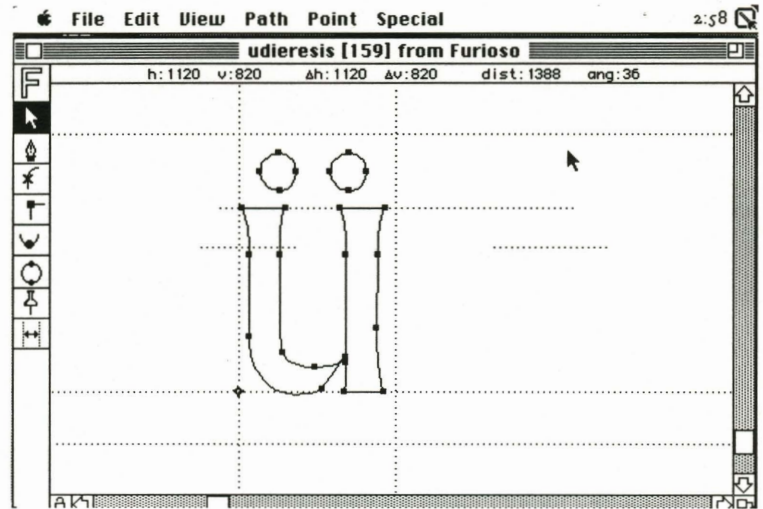 File Edit View Path Point Special 2:58
udieresis [159] from Furioso
h:1120 v:820 Δh:1120 Δv:820 dist:1388 ang:36
F
ü
A